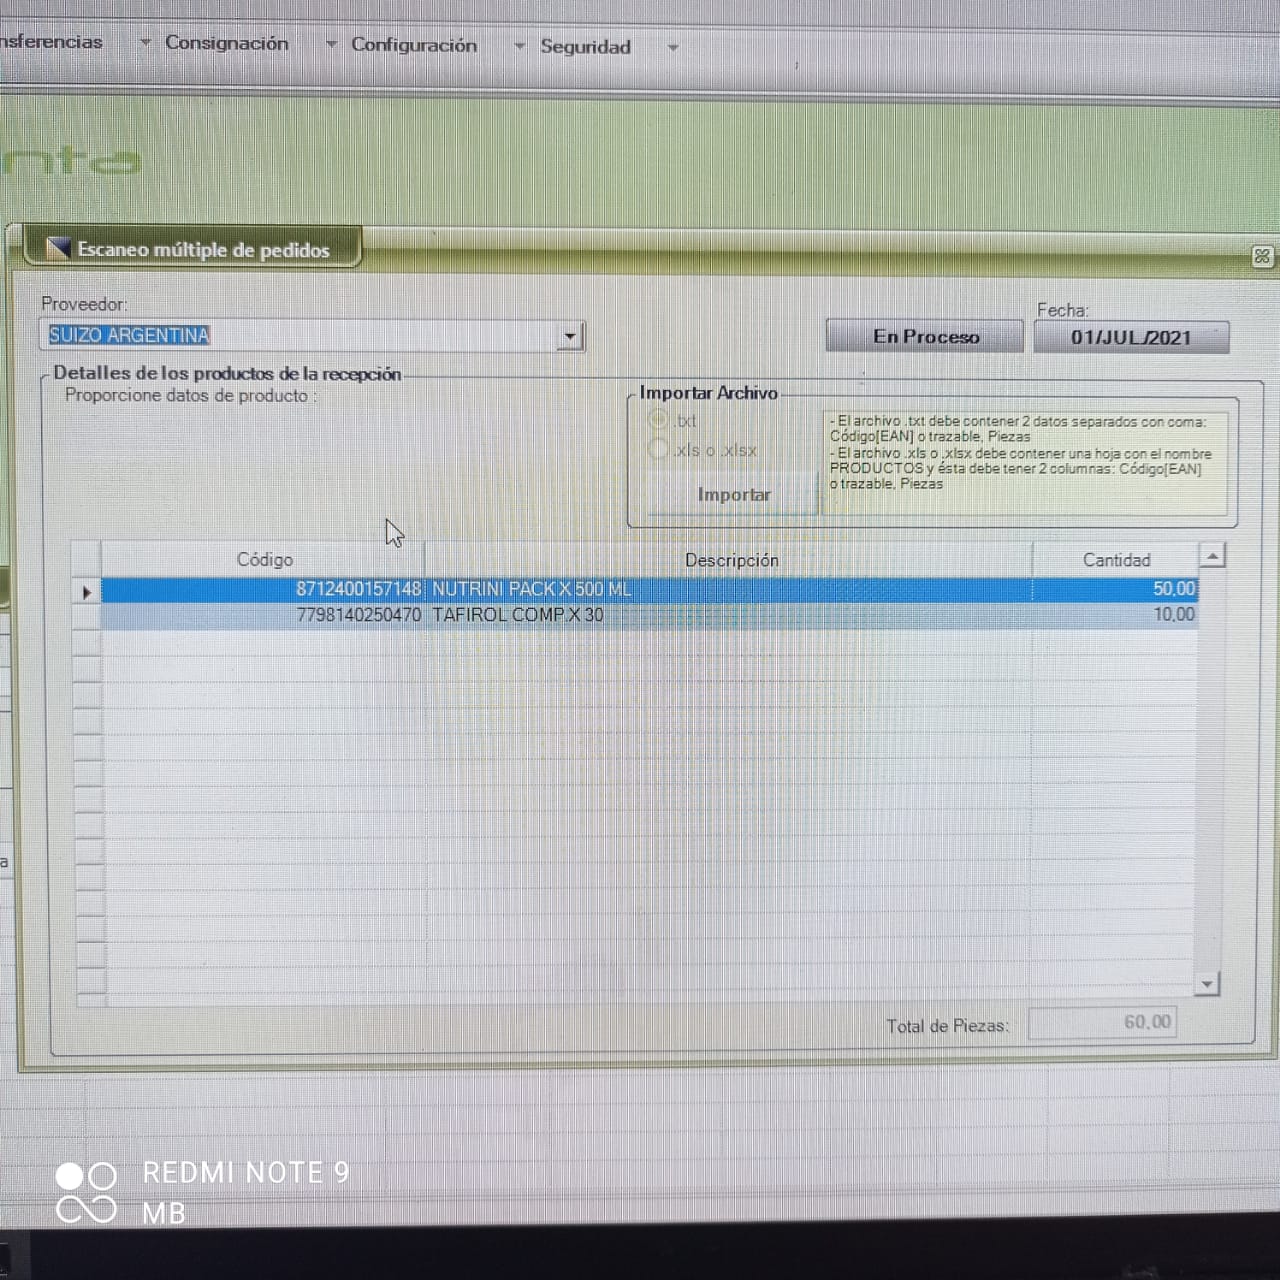 Consignación
Configuración
Seguridad
Escaneo múltiple de pedidos
Proveedor:
SUIZO ARGENTINA
En Proceso
Fecha:
01/JUL/2021
Detalles de los productos de la recepción
Proporcione datos de producto :
Importar Archivo
.txt
.xls o .xlsx
Importar
- El archivo .txt debe contener 2 datos separados con coma:
Código[EAN] o trazable, Piezas
- El archivo .xls o .xlsx debe contener una hoja con el nombre
PRODUCTOS y ésta debe tener 2 columnas: Código[EAN]
o trazable, Piezas
Código Descripción Cantidad
8712400157148 NUTRINI PACK X 500 ML 50,00
7798140250470 TAFIROL COMP.X 30 10,00
Total de Piezas: 60,00
REDMI NOTE 9
MB